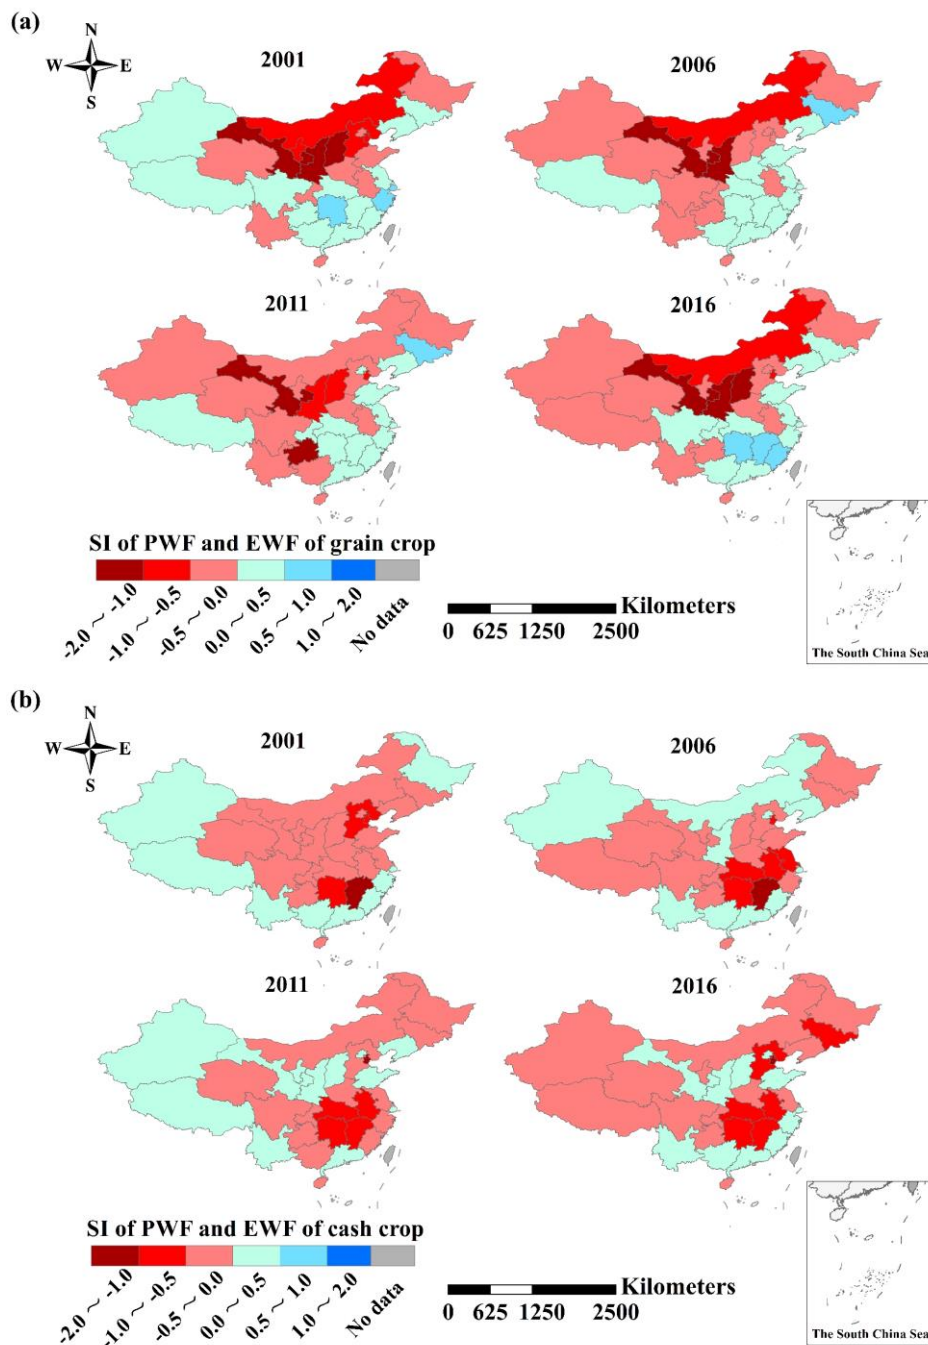 (a)
N
W E
S
2001
2006
2011
2016
SI of PWF and EWF of grain crop
-2.0 ~ -1.0
-1.0 ~ -0.5
-0.5 ~ 0.0
0.0 ~ 0.5
0.5 ~ 1.0
1.0 ~ 2.0
No data
Kilometers
0 625 1250 2500
The South China Sea
(b)
N
W E
S
2001
2006
2011
2016
SI of PWF and EWF of cash crop
-2.0 ~ -1.0
-1.0 ~ -0.5
-0.5 ~ 0.0
0.0 ~ 0.5
0.5 ~ 1.0
1.0 ~ 2.0
No data
Kilometers
0 625 1250 2500
The South China Sea